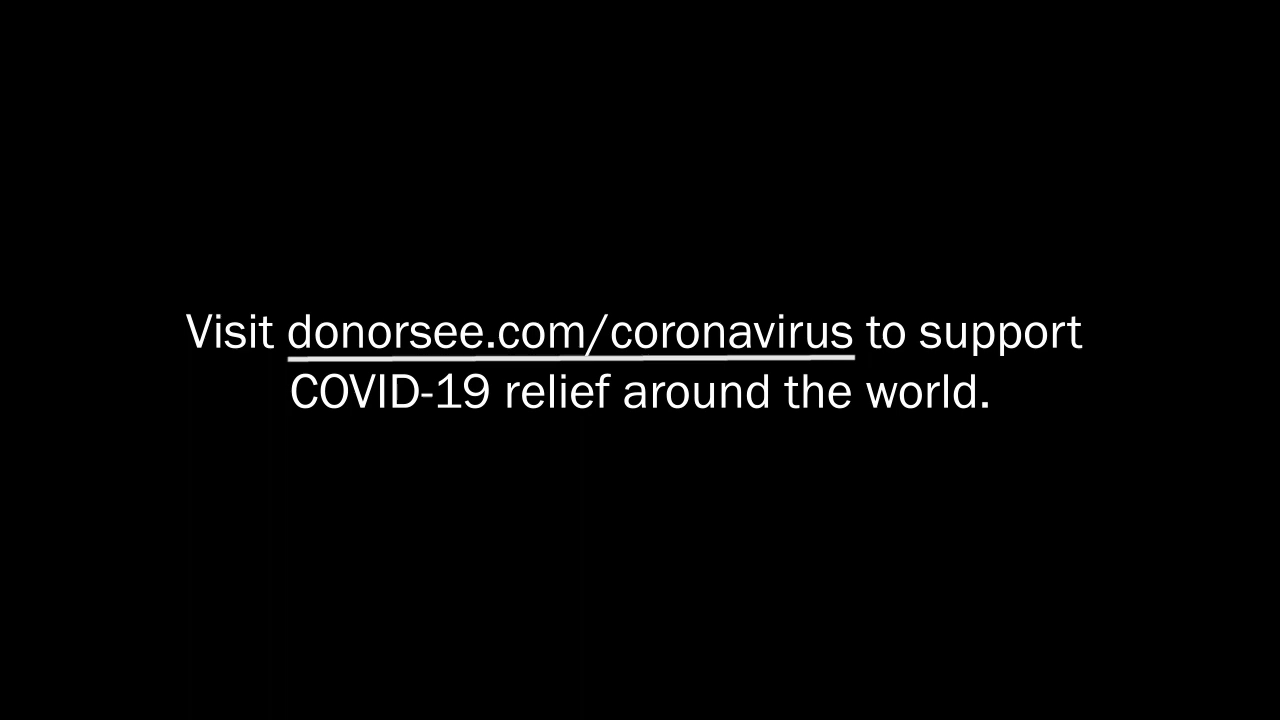 Visit donorsee.com/coronavirus to support
COVID-19 relief around the world.